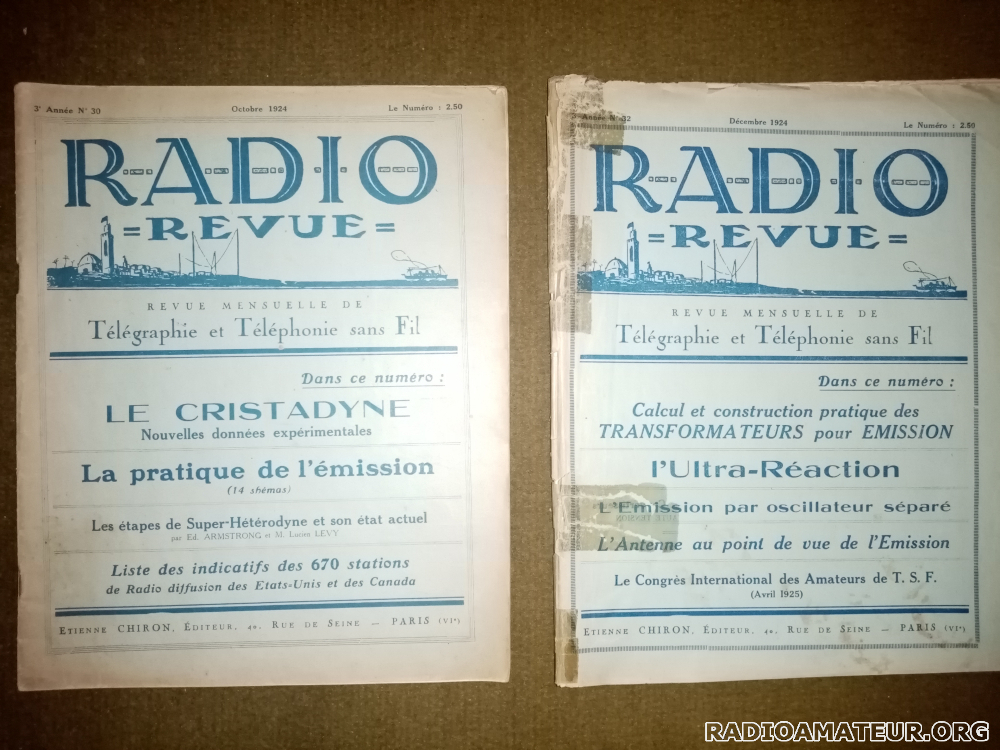 3e Année No 30 Octobre 1924 Le Numéro : 2.50
RADIO
=REVUE=
REVUE MENSUELLE DE
Télégraphie et Téléphonie sans Fil
Dans ce numéro :
LE CRISTADYNE
Nouvelles données expérimentales
La pratique de l'émission
(14 shémas)
Les étapes de Super-Hétérodyne et son état actuel
par Ed. ARMSTRONG et M. Lucien LÉVY
Liste des indicatifs des 670 stations
de Radio diffusion des Etats=Unis et des Canada
ETIENNE CHIRON, ÉDITEUR, 40, RUE DE SEINE — PARIS (VIe)
3e Année No 32 Décembre 1924 Le Numéro : 2.50
RADIO
=REVUE=
REVUE MENSUELLE DE
Télégraphie et Téléphonie sans Fil
Dans ce numéro :
Calcul et construction pratique des
TRANSFORMATEURS pour EMISSION
l'Ultra-Réaction
L'Emission par oscillateur séparé
L'Antenne au point de vue de l'Emission
Le Congrès International des Amateurs de T. S. F.
(Avril 1925)
ETIENNE CHIRON, ÉDITEUR, 40, RUE DE SEINE — PARIS (VIe)
RADIOAMATEUR.ORG